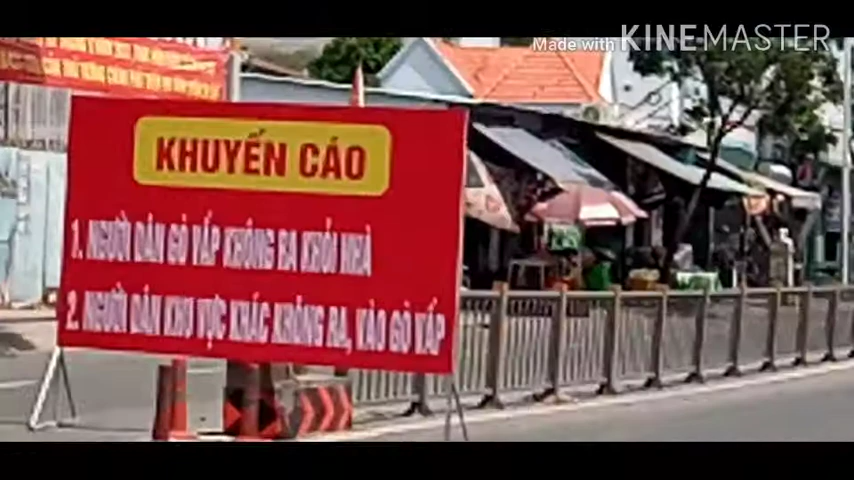 Made with KINEMASTER
KHUYẾN CÁO
1. NGƯỜI DÂN GÒ VẤP KHÔNG RA KHỎI NHÀ
2. NGƯỜI DÂN KHU VỰC KHÁC KHÔNG RA, VÀO GÒ VẤP